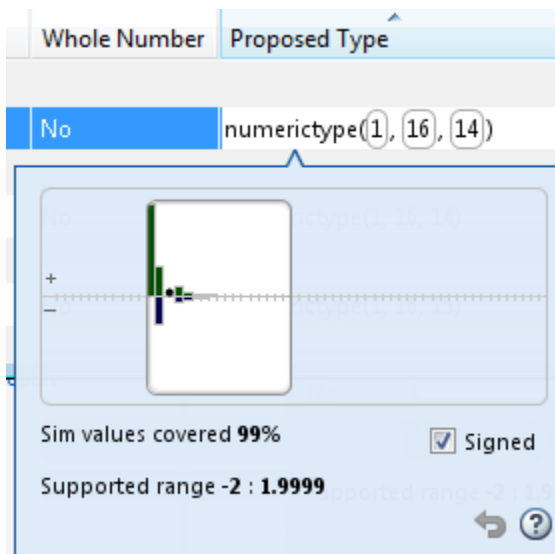 Whole Number Proposed Type
No numerictype(1, 16, 14)
+
−
Sim values covered 99%
Signed
Supported range -2 : 1.9999
?